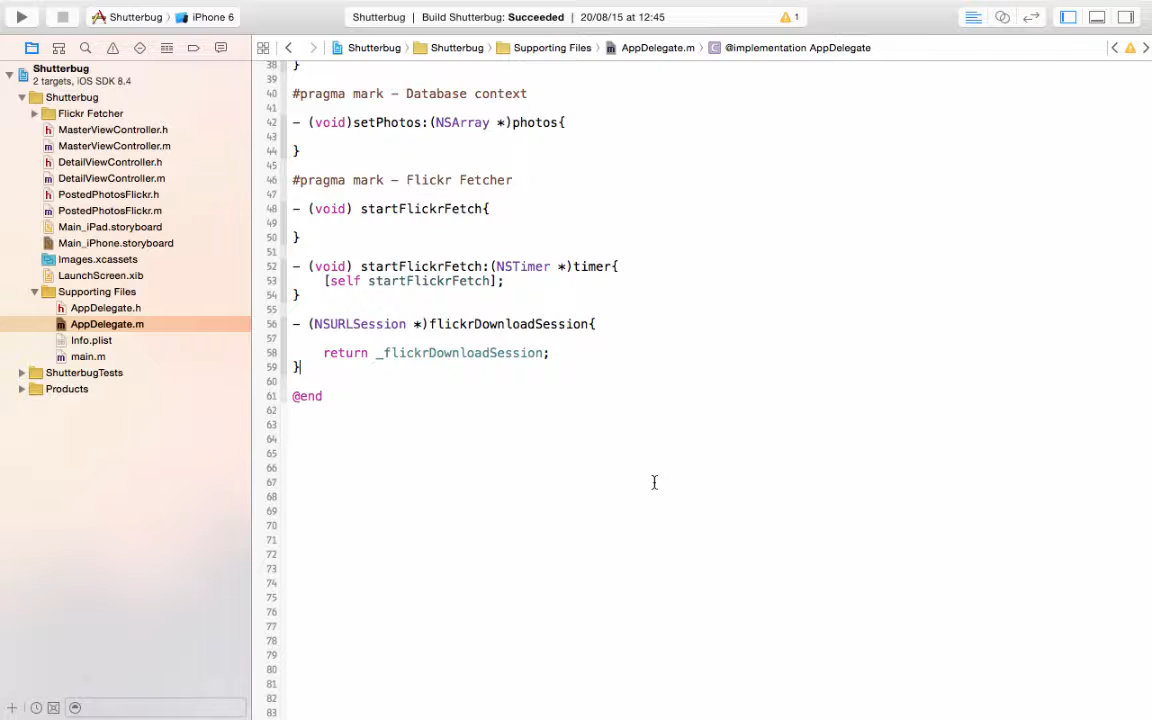 Shutterbug
iPhone 6
Shutterbug | Build Shutterbug: Succeeded | 20/08/15 at 12:45
1
Shutterbug
Shutterbug
Supporting Files
AppDelegate.m
@implementation AppDelegate
Shutterbug
2 targets, iOS SDK 8.4
Shutterbug
Flickr Fetcher
MasterViewController.h
MasterViewController.m
DetailViewController.h
DetailViewController.m
PostedPhotosFlickr.h
PostedPhotosFlickr.m
Main_iPad.storyboard
Main_iPhone.storyboard
Images.xcassets
LaunchScreen.xib
Supporting Files
AppDelegate.h
AppDelegate.m
Info.plist
main.m
ShutterbugTests
Products
38 }
39
40 #pragma mark - Database context
41
42 - (void)setPhotos:(NSArray *)photos{
43
44 }
45
46 #pragma mark - Flickr Fetcher
47
48 - (void) startFlickrFetch{
49
50 }
51
52 - (void) startFlickrFetch:(NSTimer *)timer{
53 [self startFlickrFetch];
54 }
55
56 - (NSURLSession *)flickrDownloadSession{
57
58 return _flickrDownloadSession;
59 }
60
61 @end
62
63
64
65
66
67
68
69
70
71
72
73
74
75
76
77
78
79
80
81
82
83